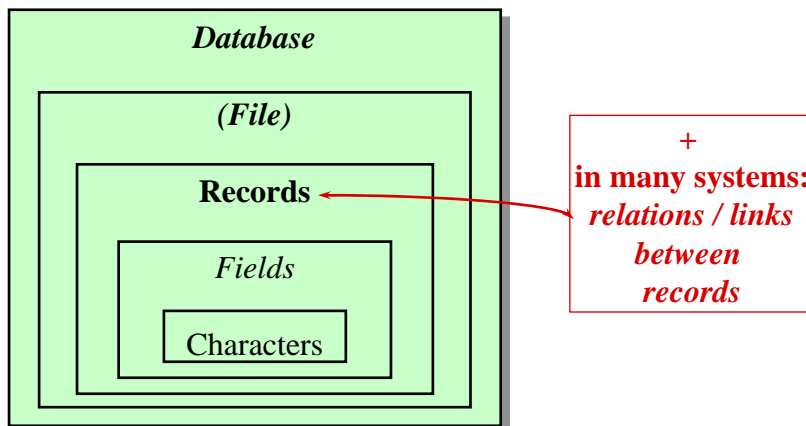 Database
(File)
Records
Fields
Characters
+
in many systems:
relations / links
between
records